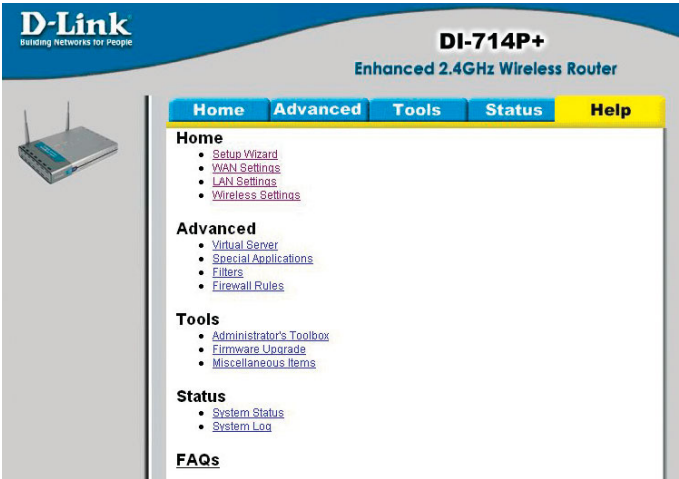 D-Link
Building Networks for People
DI-714P+
Enhanced 2.4GHz Wireless Router
Home Advanced Tools Status Help
Home
• Setup Wizard
• WAN Settings
• LAN Settings
• Wireless Settings
Advanced
• Virtual Server
• Special Applications
• Filters
• Firewall Rules
Tools
• Administrator's Toolbox
• Firmware Upgrade
• Miscellaneous Items
Status
• System Status
• System Log
FAQs